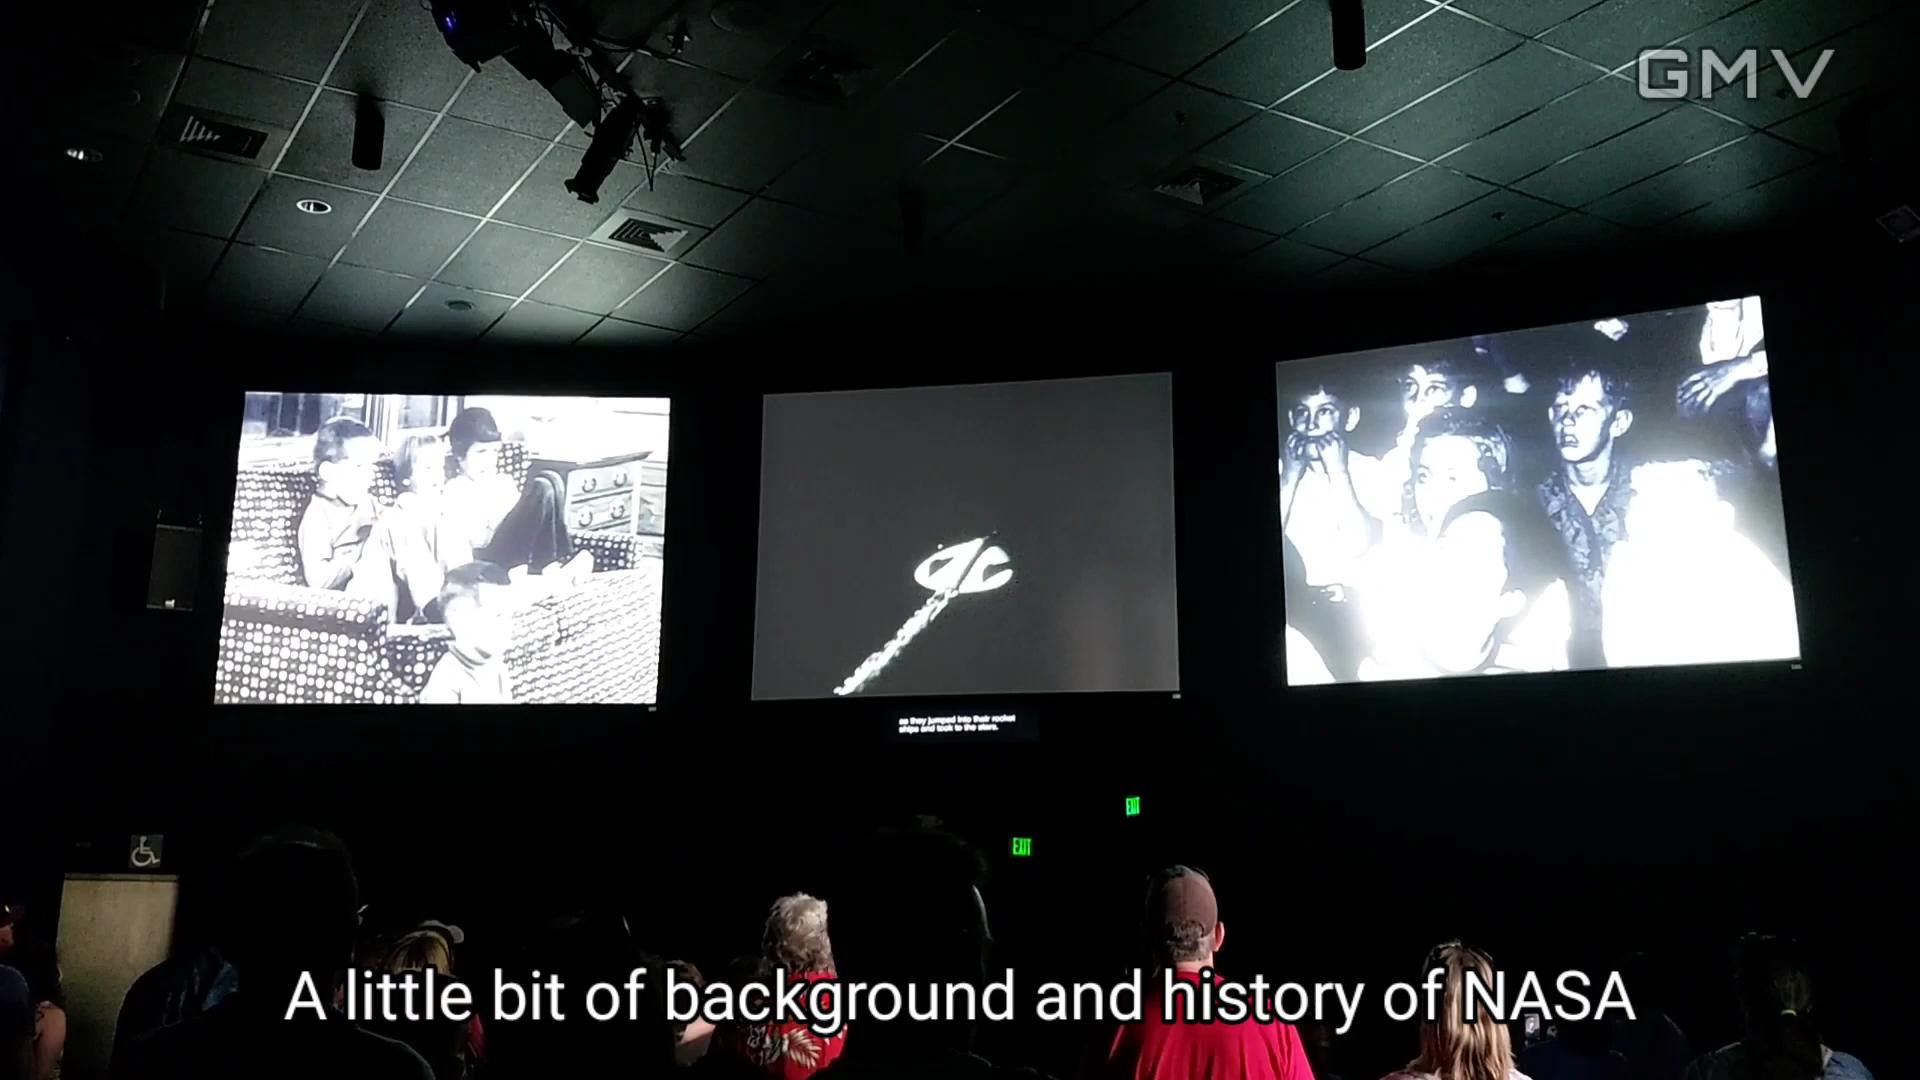 GMV
as they jumped into their rocket
ships and took to the stars.
EXIT
EXIT
A little bit of background and history of NASA